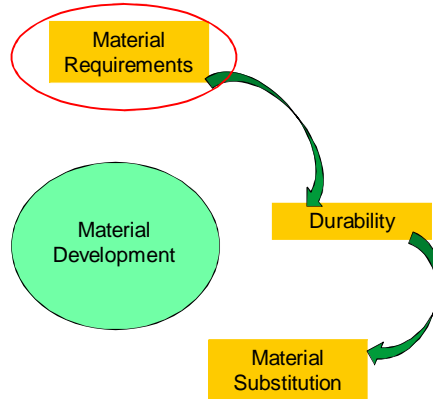 Material
Requirements
Durability
Material
Development
Material
Substitution